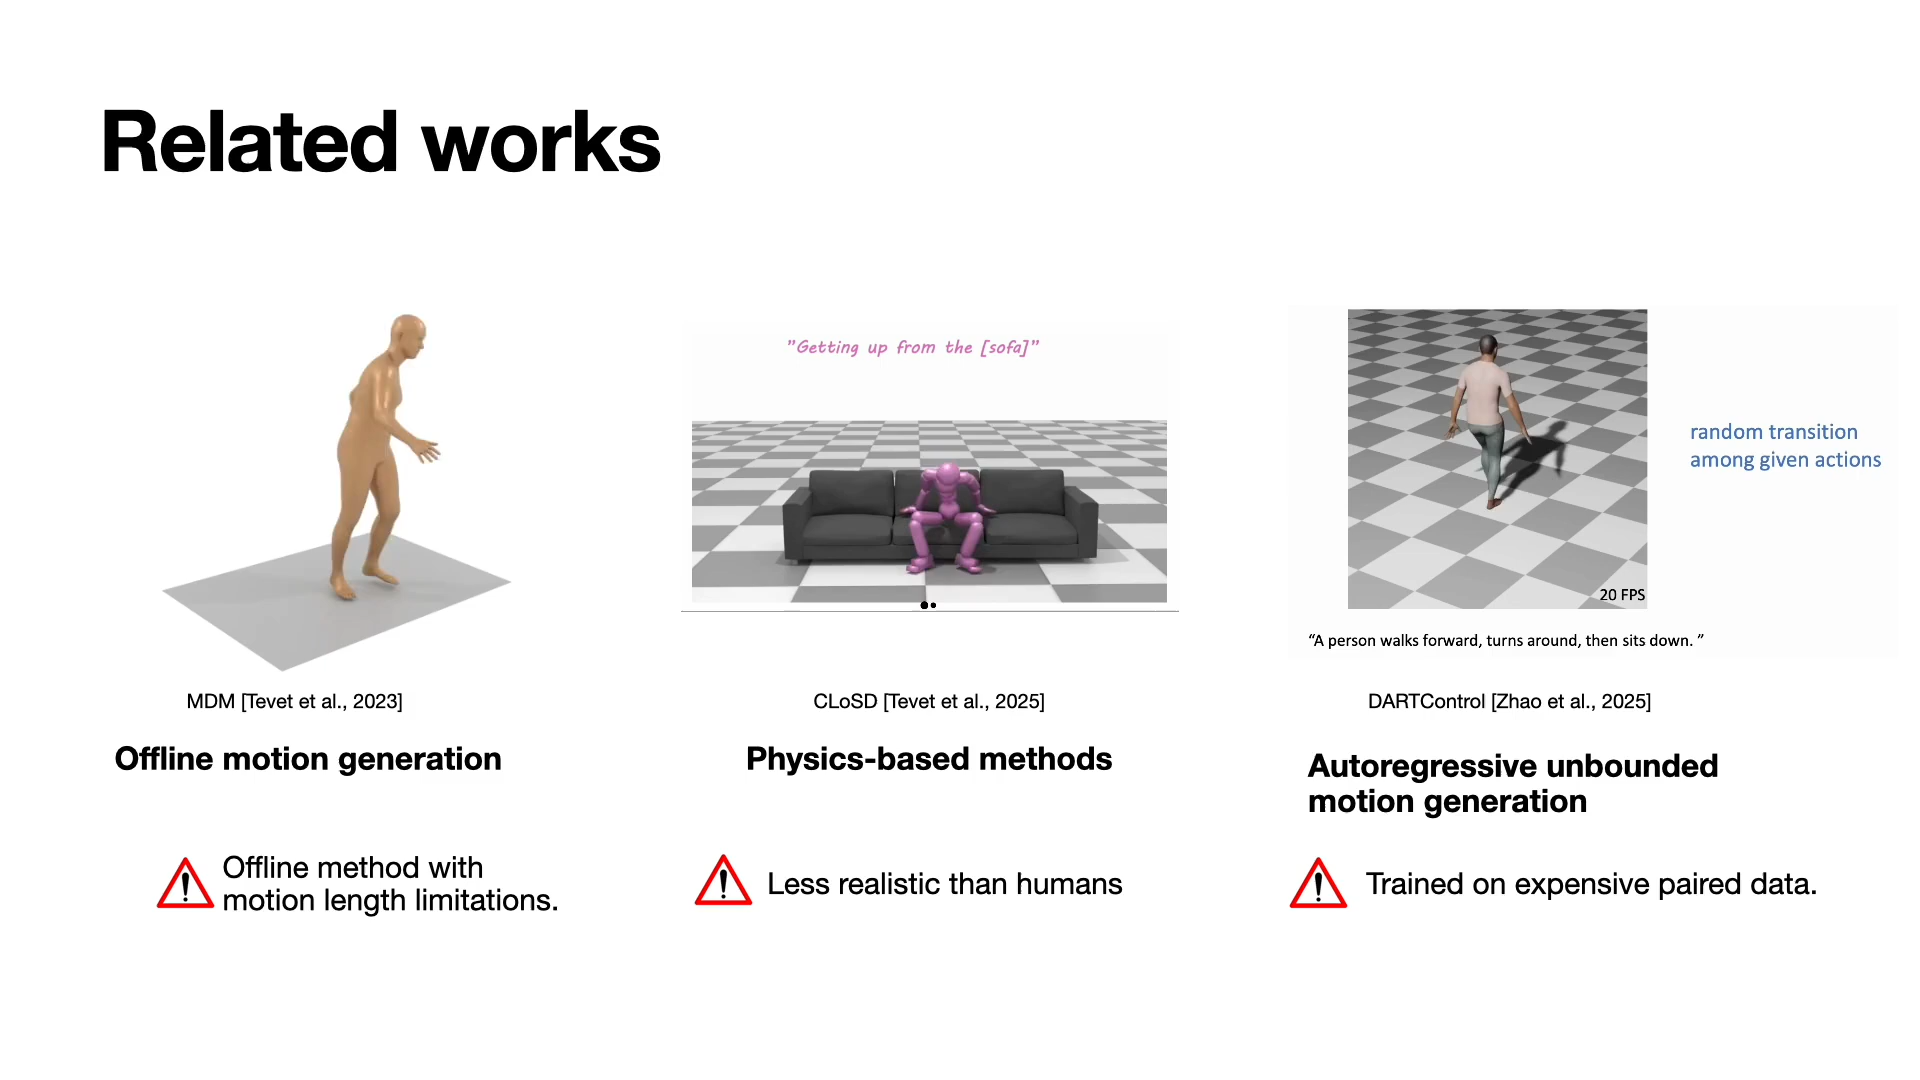 Related works
"Getting up from the [sofa]"
random transition
among given actions
20 FPS
“A person walks forward, turns around, then sits down. ”
MDM [Tevet et al., 2023]
CLoSD [Tevet et al., 2025]
DARTControl [Zhao et al., 2025]
Offline motion generation
Physics-based methods
Autoregressive unbounded
motion generation
Offline method with
motion length limitations.
Less realistic than humans
Trained on expensive paired data.